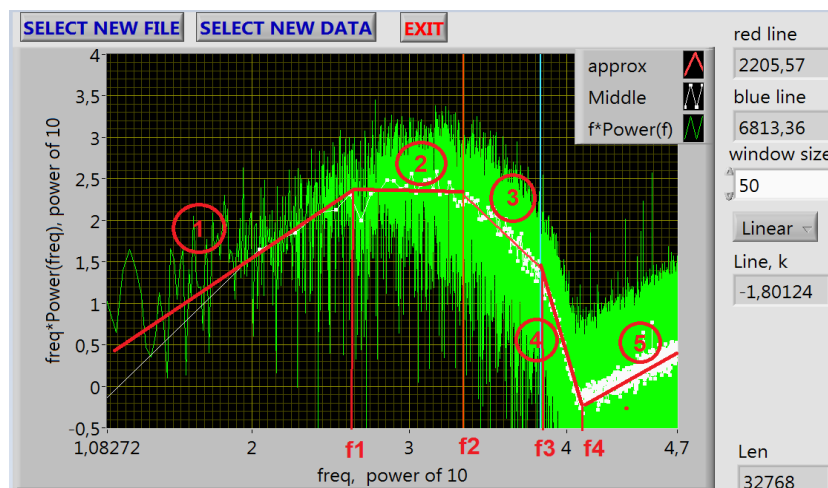 SELECT NEW FILE SELECT NEW DATA EXIT
red line
2205,57
blue line
6813,36
window size
50
Linear
Line, k
-1,80124
Len
32768
approx
Middle
f*Power(f)
freq*Power(freq), power of 10
4
3,5
3
2,5
2
1,5
1
0,5
0
-0,5
1 2 3 4 5
1,08272 2 f1 3 f2 f3 4 f4 4,7
freq, power of 10